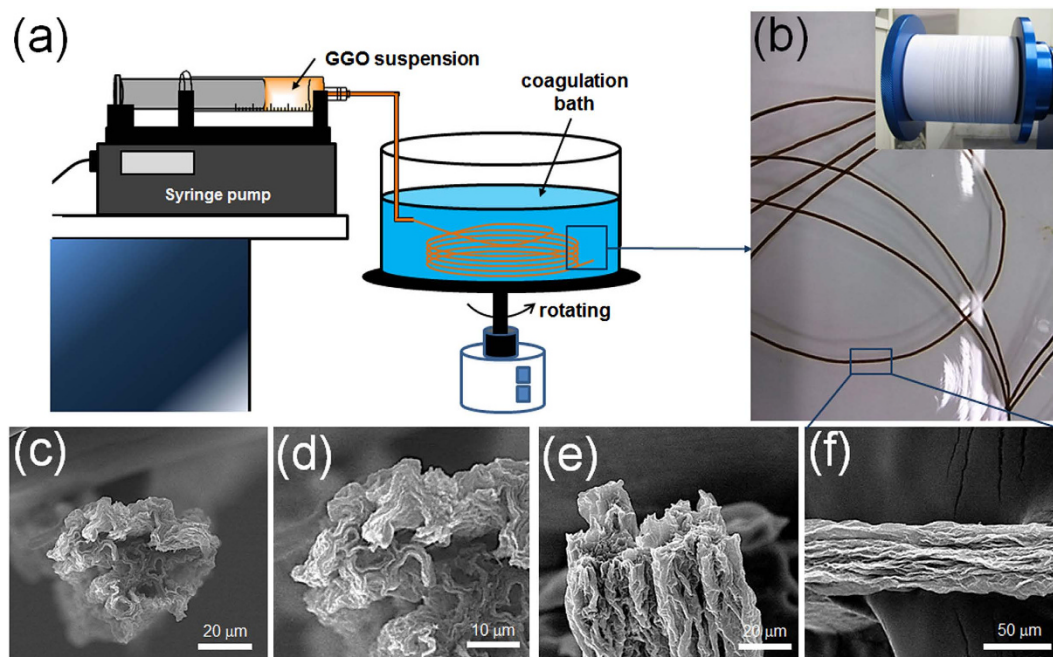 (a)
GGO suspension
coagulation
bath
Syringe pump
rotating
(b)
(c)
20 μm
(d)
10 μm
(e)
20 μm
(f)
50 μm